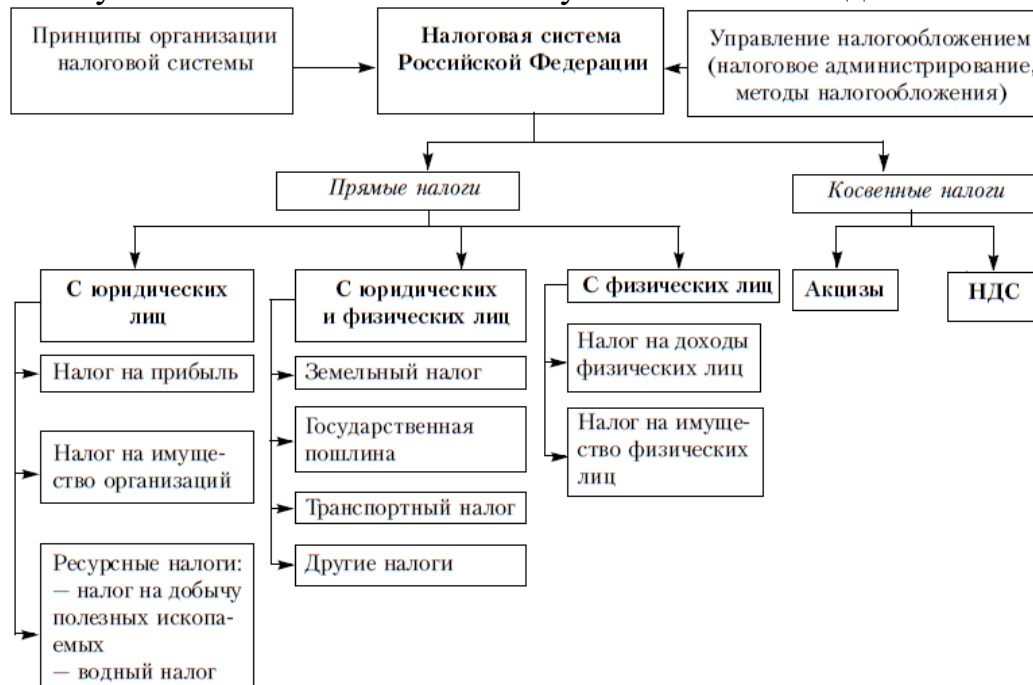 Принципы организации
налоговой системы
Налоговая система
Российской Федерации
Управление налогообложением
(налоговое администрирование,
методы налогообложения)
Прямые налоги
Косвенные налоги
С юридических
лиц
С юридических
и физических лиц
С физических лиц
Акцизы
НДС
Налог на прибыль
Налог на имуще-
ство организаций
Ресурсные налоги:
— налог на добычу
полезных ископа-
емых
— водный налог
Земельный налог
Государственная
пошлина
Транспортный налог
Другие налоги
Налог на доходы
физических лиц
Налог на имуще-
ство физических
лиц